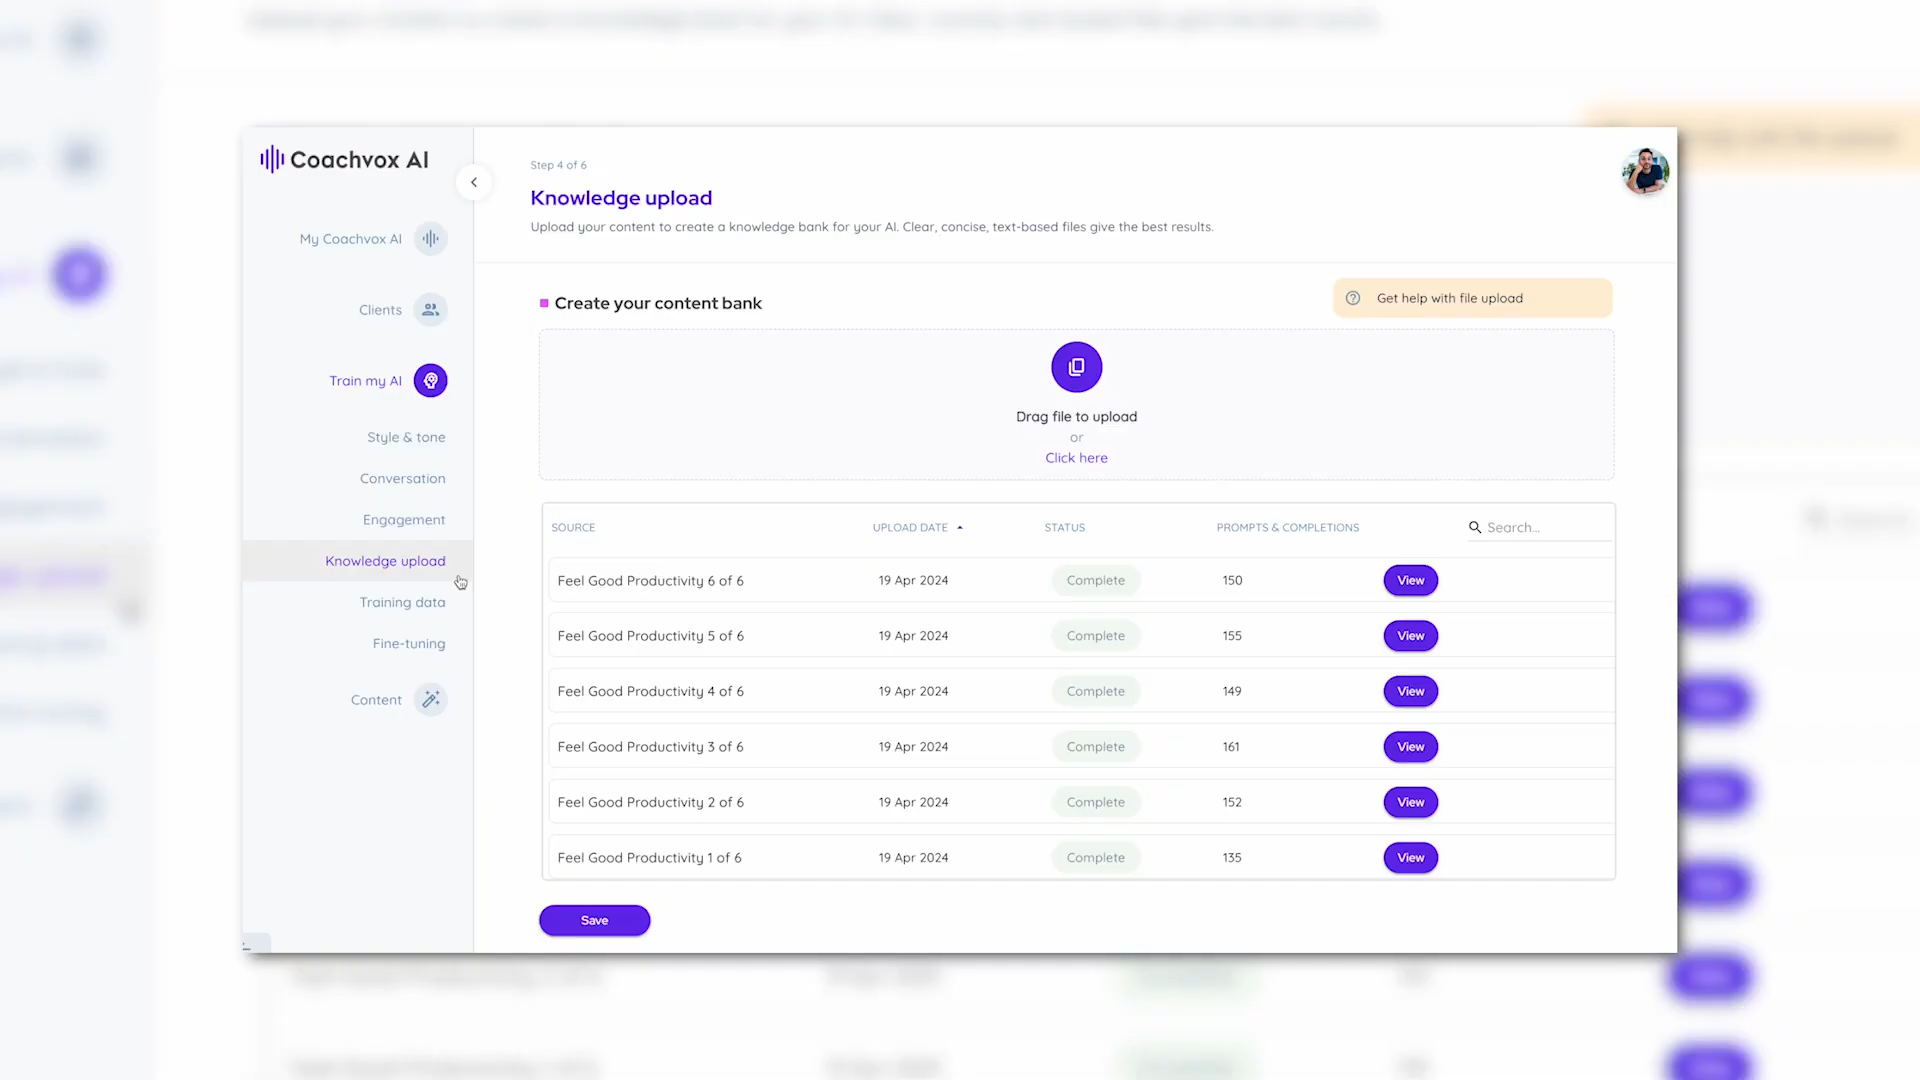 Coachvox AI
My Coachvox AI
Clients
Train my AI
Style & tone
Conversation
Engagement
Knowledge upload
Training data
Fine-tuning
Content
Step 4 of 6
Knowledge upload
Upload your content to create a knowledge bank for your AI. Clear, concise, text-based files give the best results.
Create your content bank
Get help with file upload
Drag file to upload
or
Click here
SOURCE UPLOAD DATE STATUS PROMPTS & COMPLETIONS Search...
Feel Good Productivity 6 of 6 19 Apr 2024 Complete 150 View
Feel Good Productivity 5 of 6 19 Apr 2024 Complete 155 View
Feel Good Productivity 4 of 6 19 Apr 2024 Complete 149 View
Feel Good Productivity 3 of 6 19 Apr 2024 Complete 161 View
Feel Good Productivity 2 of 6 19 Apr 2024 Complete 152 View
Feel Good Productivity 1 of 6 19 Apr 2024 Complete 135 View
Save